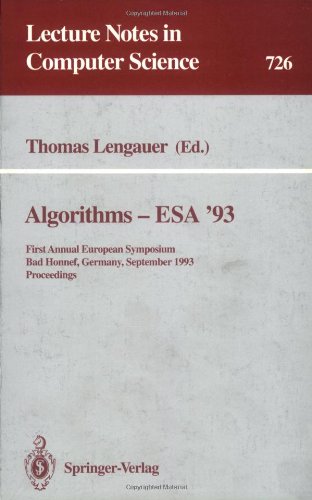 Lecture Notes in
Computer Science
726
Thomas Lengauer (Ed.)
Algorithms – ESA '93
First Annual European Symposium
Bad Honnef, Germany, September 1993
Proceedings
Springer-Verlag